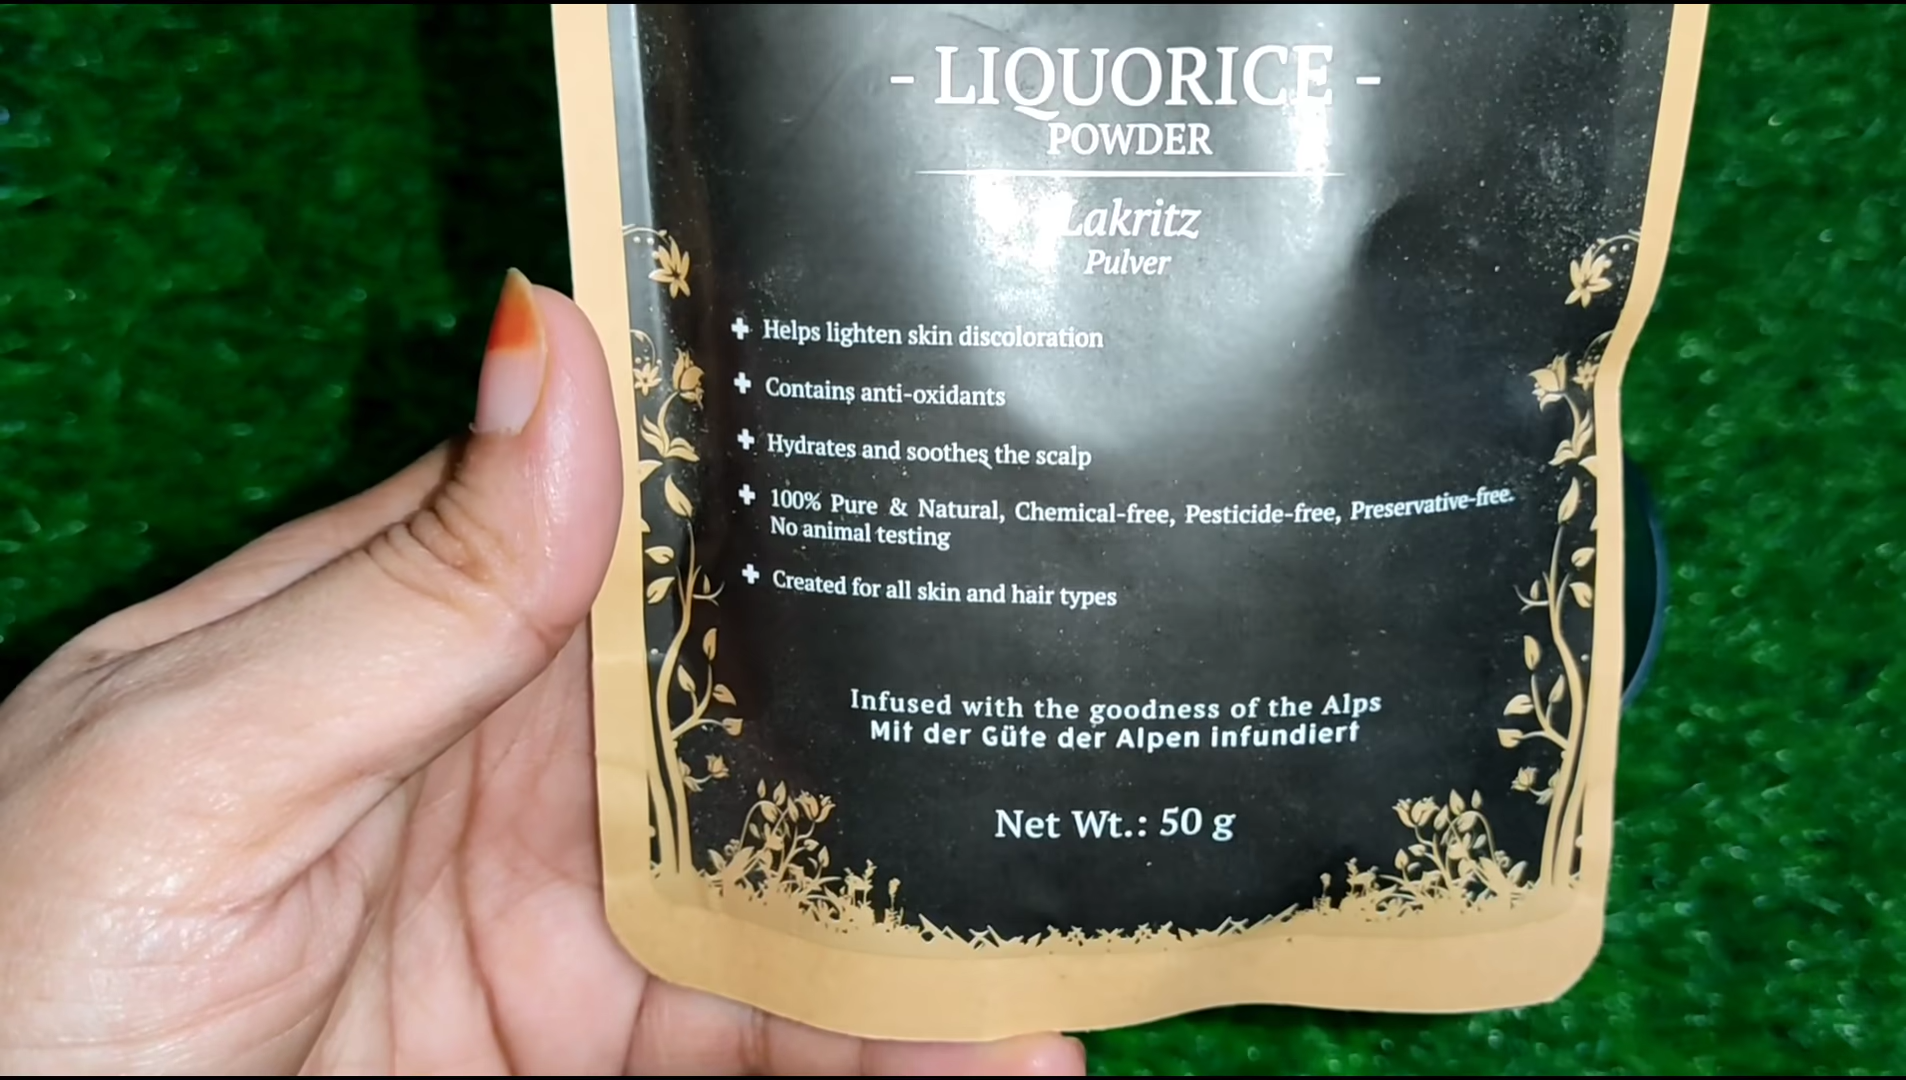 - LIQUORICE -
POWDER
Lakritz
Pulver
Helps lighten skin discoloration
Contains anti-oxidants
Hydrates and soothes the scalp
100% Pure & Natural, Chemical-free, Pesticide-free, Preservative-free.
No animal testing
Created for all skin and hair types
Infused with the goodness of the Alps
Mit der Güte der Alpen infundiert
Net Wt.: 50 g